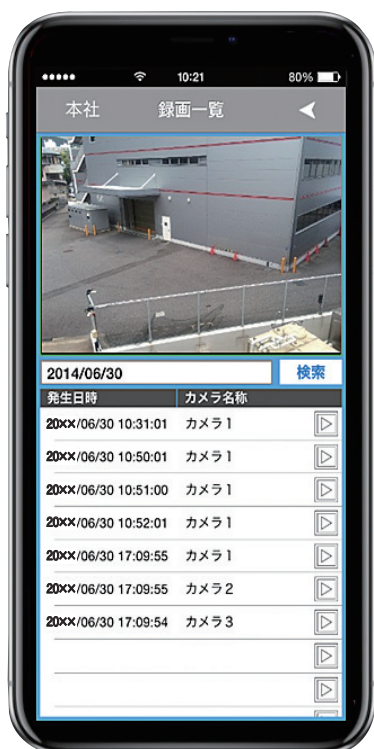 10:21 80%
本社 録画一覧
2014/06/30 検索
発生日時 カメラ名称
20××/06/30 10:31:01 カメラ1
20××/06/30 10:50:01 カメラ1
20××/06/30 10:51:00 カメラ1
20××/06/30 10:52:01 カメラ1
20××/06/30 17:09:55 カメラ1
20××/06/30 17:09:55 カメラ2
20××/06/30 17:09:54 カメラ3